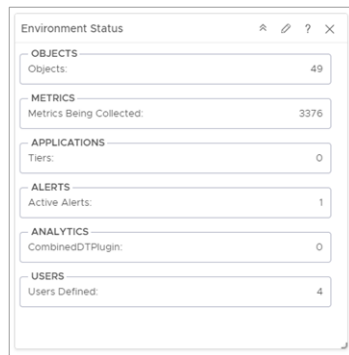 Environment Status
OBJECTS
Objects: 49
METRICS
Metrics Being Collected: 3376
APPLICATIONS
Tiers: 0
ALERTS
Active Alerts: 1
ANALYTICS
CombinedDTPlugin: 0
USERS
Users Defined: 4